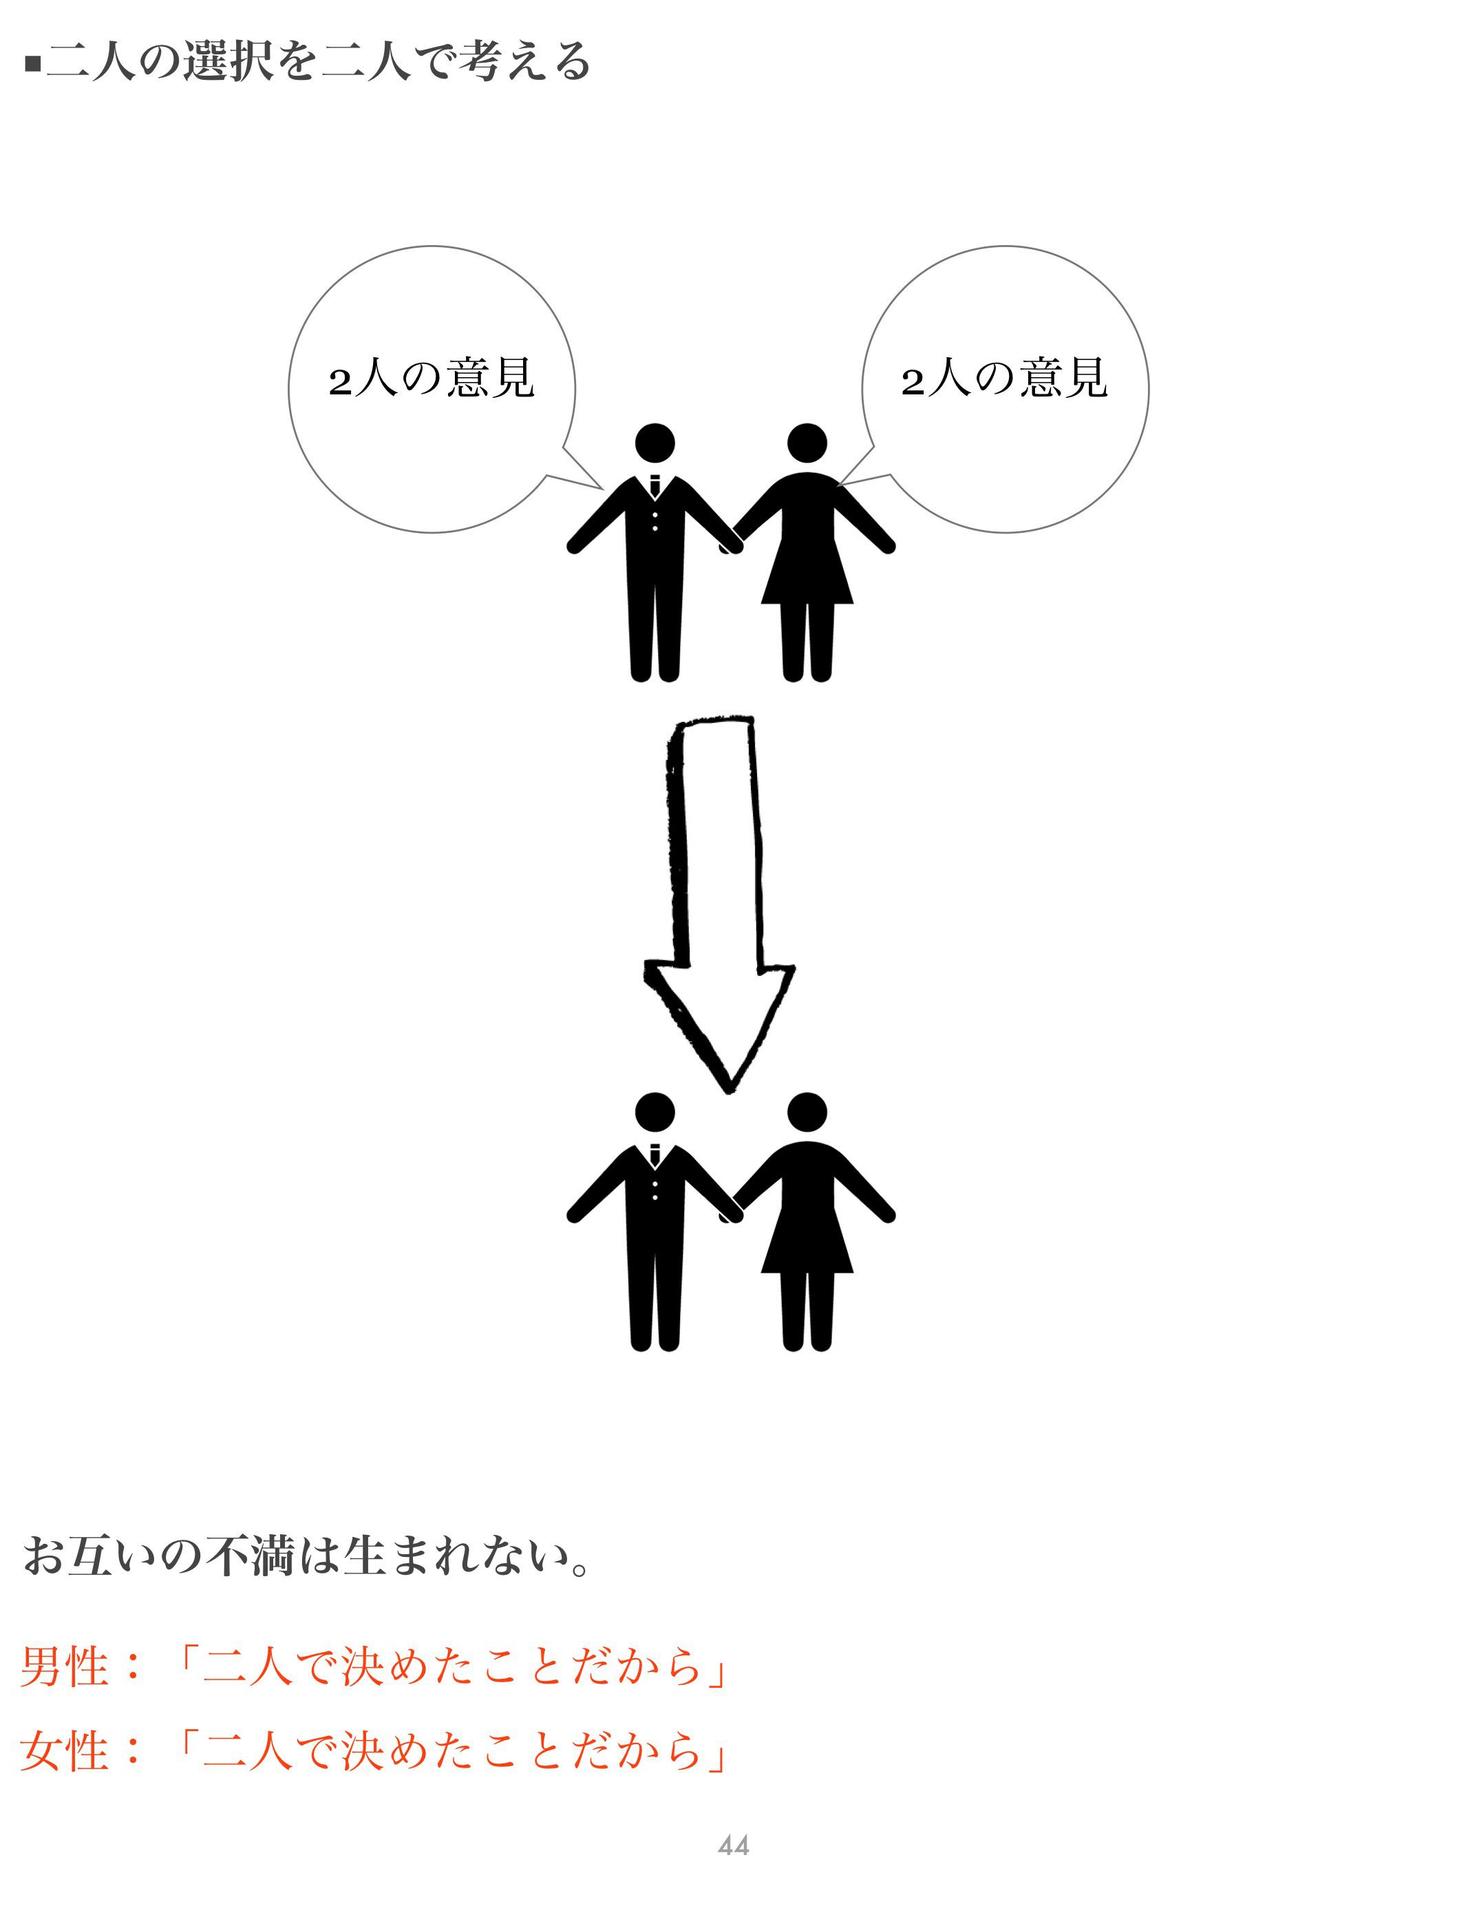 ▪二人の選択を二人で考える
2人の意見
2人の意見
お互いの不満は生まれない。
男性：「二人で決めたことだから」
女性：「二人で決めたことだから」
44